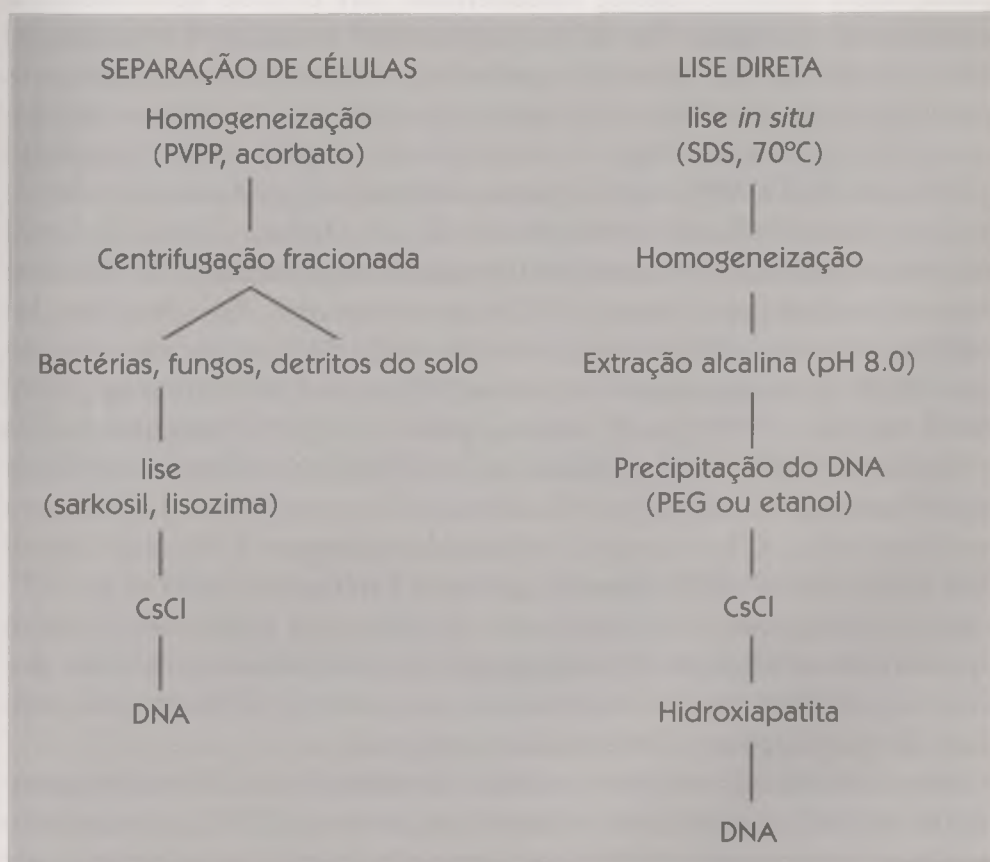 SEPARAÇÃO DE CÉLULAS
Homogeneização
(PVPP, acorbato)
Centrifugação fracionada
Bactérias, fungos, detritos do solo
lise
(sarkosil, lisozima)
CsCl
DNA
LISE DIRETA
lise in situ
(SDS, 70ºC)
Homogeneização
Extração alcalina (pH 8.0)
Precipitação do DNA
(PEG ou etanol)
CsCl
Hidroxiapatita
DNA